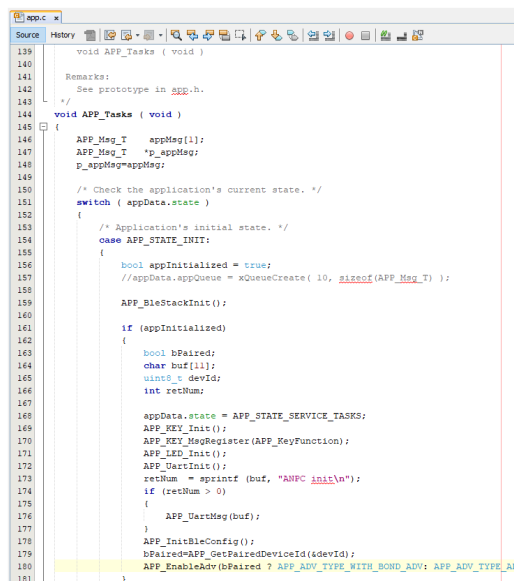 app.c x
Source History
139 void APP_Tasks ( void )
140
141 Remarks:
142 See prototype in app.h.
143 */
144 void APP_Tasks ( void )
145 {
146 APP_Msg_T appMsg[1];
147 APP_Msg_T *p_appMsg;
148 p_appMsg=appMsg;
149
150 /* Check the application's current state. */
151 switch ( appData.state )
152 {
153 /* Application's initial state. */
154 case APP_STATE_INIT:
155 {
156 bool appInitialized = true;
157 //appData.appQueue = xQueueCreate( 10, sizeof(APP_Msg_T) );
158
159 APP_BleStackInit();
160
161 if (appInitialized)
162 {
163 bool bPaired;
164 char buf[11];
165 uint8_t devId;
166 int retNum;
167
168 appData.state = APP_STATE_SERVICE_TASKS;
169 APP_KEY_Init();
170 APP_KEY_MsgRegister(APP_KeyFunction);
171 APP_LED_Init();
172 APP_UartInit();
173 retNum = sprintf (buf, "ANPC init\n");
174 if (retNum > 0)
175 {
176 APP_UartMsg(buf);
177 }
178 APP_InitBleConfig();
179 bPaired=APP_GetPairedDeviceId(&devId);
180 APP_EnableAdv(bPaired ? APP_ADV_TYPE_WITH_BOND_ADV: APP_ADV_TYPE
181 }